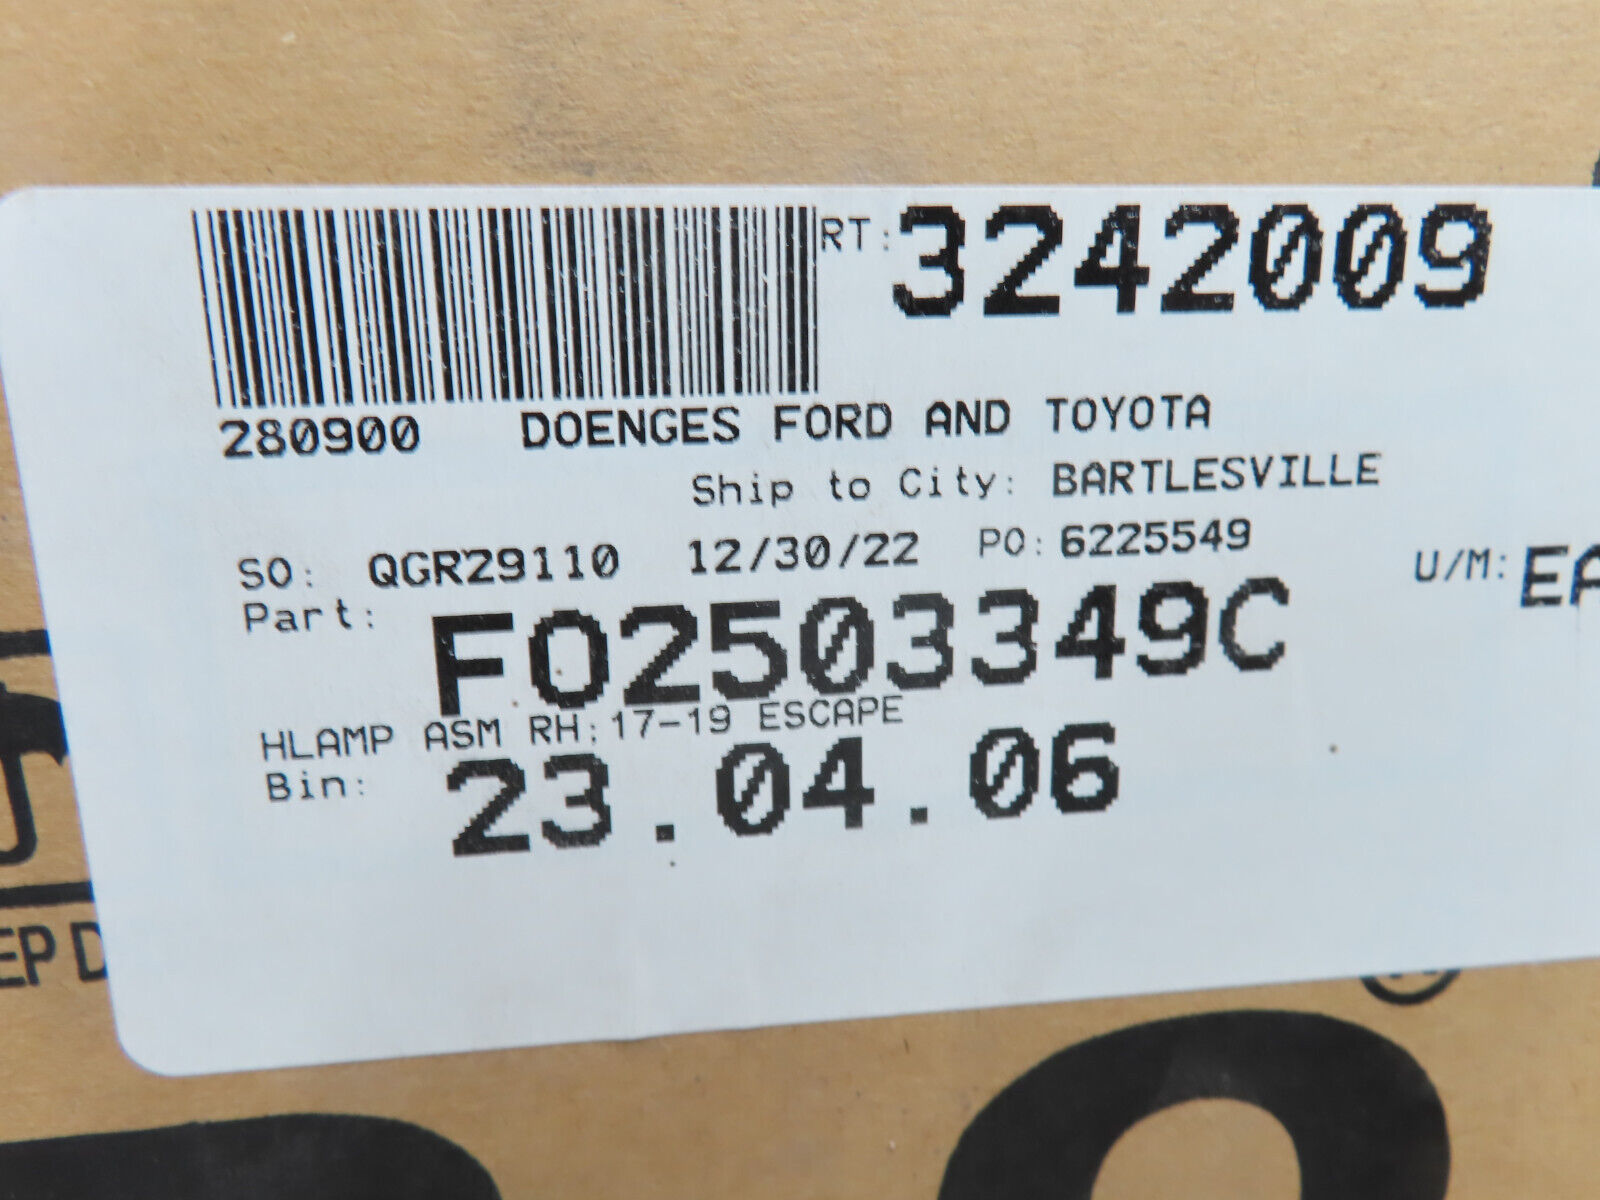 RT: 3242009
280900 DOENGES FORD AND TOYOTA
Ship to City: BARTLESVILLE
SO: QGR29110 12/30/22 PO: 6225549
U/M: EA
Part: FO2503349C
HLAMP ASM RH:17-19 ESCAPE
Bin: 23.04.06
EP D